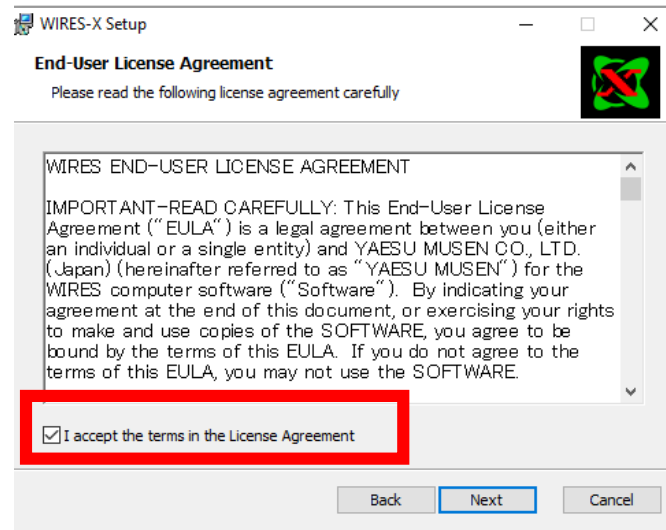 WIRES-X Setup
End-User License Agreement
Please read the following license agreement carefully
X
WIRES END-USER LICENSE AGREEMENT
IMPORTANT-READ CAREFULLY: This End-User License
Agreement ("EULA") is a legal agreement between you (either
an individual or a single entity) and YAESU MUSEN CO., LTD.
(Japan) (hereinafter referred to as "YAESU MUSEN") for the
WIRES computer software ("Software"). By indicating your
agreement at the end of this document, or exercising your rights
to make and use copies of the SOFTWARE, you agree to be
bound by the terms of this EULA. If you do not agree to the
terms of this EULA, you may not use the SOFTWARE.
I accept the terms in the License Agreement
Back Next Cancel